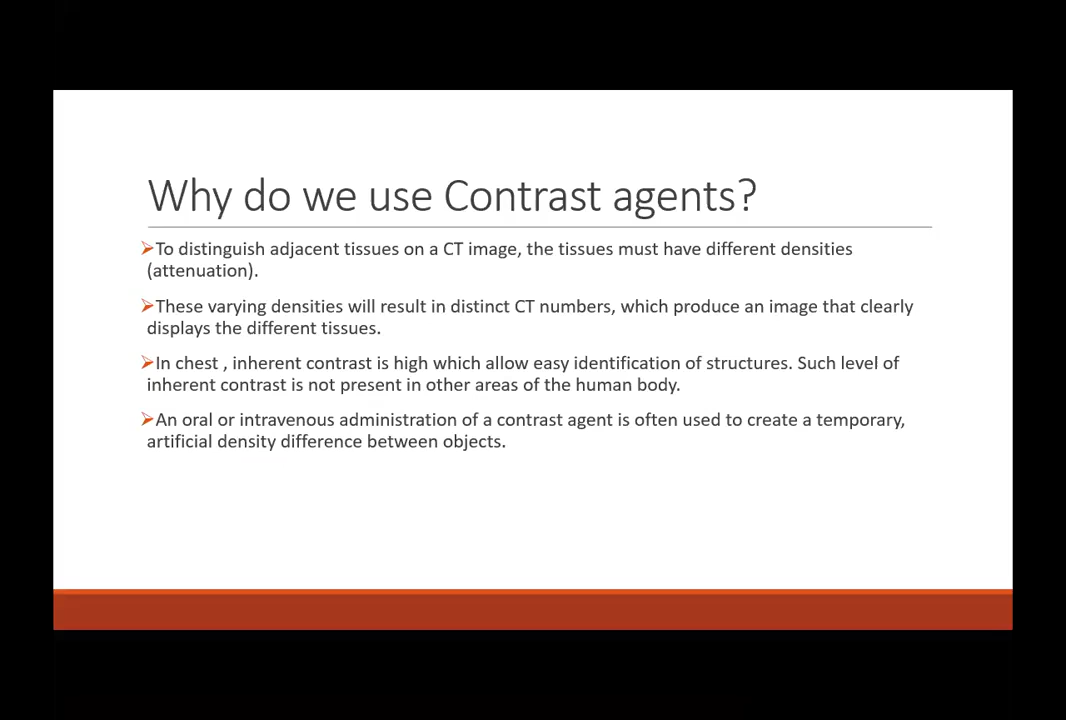 Why do we use Contrast agents?
➢To distinguish adjacent tissues on a CT image, the tissues must have different densities
(attenuation).
➢These varying densities will result in distinct CT numbers, which produce an image that clearly
displays the different tissues.
➢In chest , inherent contrast is high which allow easy identification of structures. Such level of
inherent contrast is not present in other areas of the human body.
➢An oral or intravenous administration of a contrast agent is often used to create a temporary,
artificial density difference between objects.